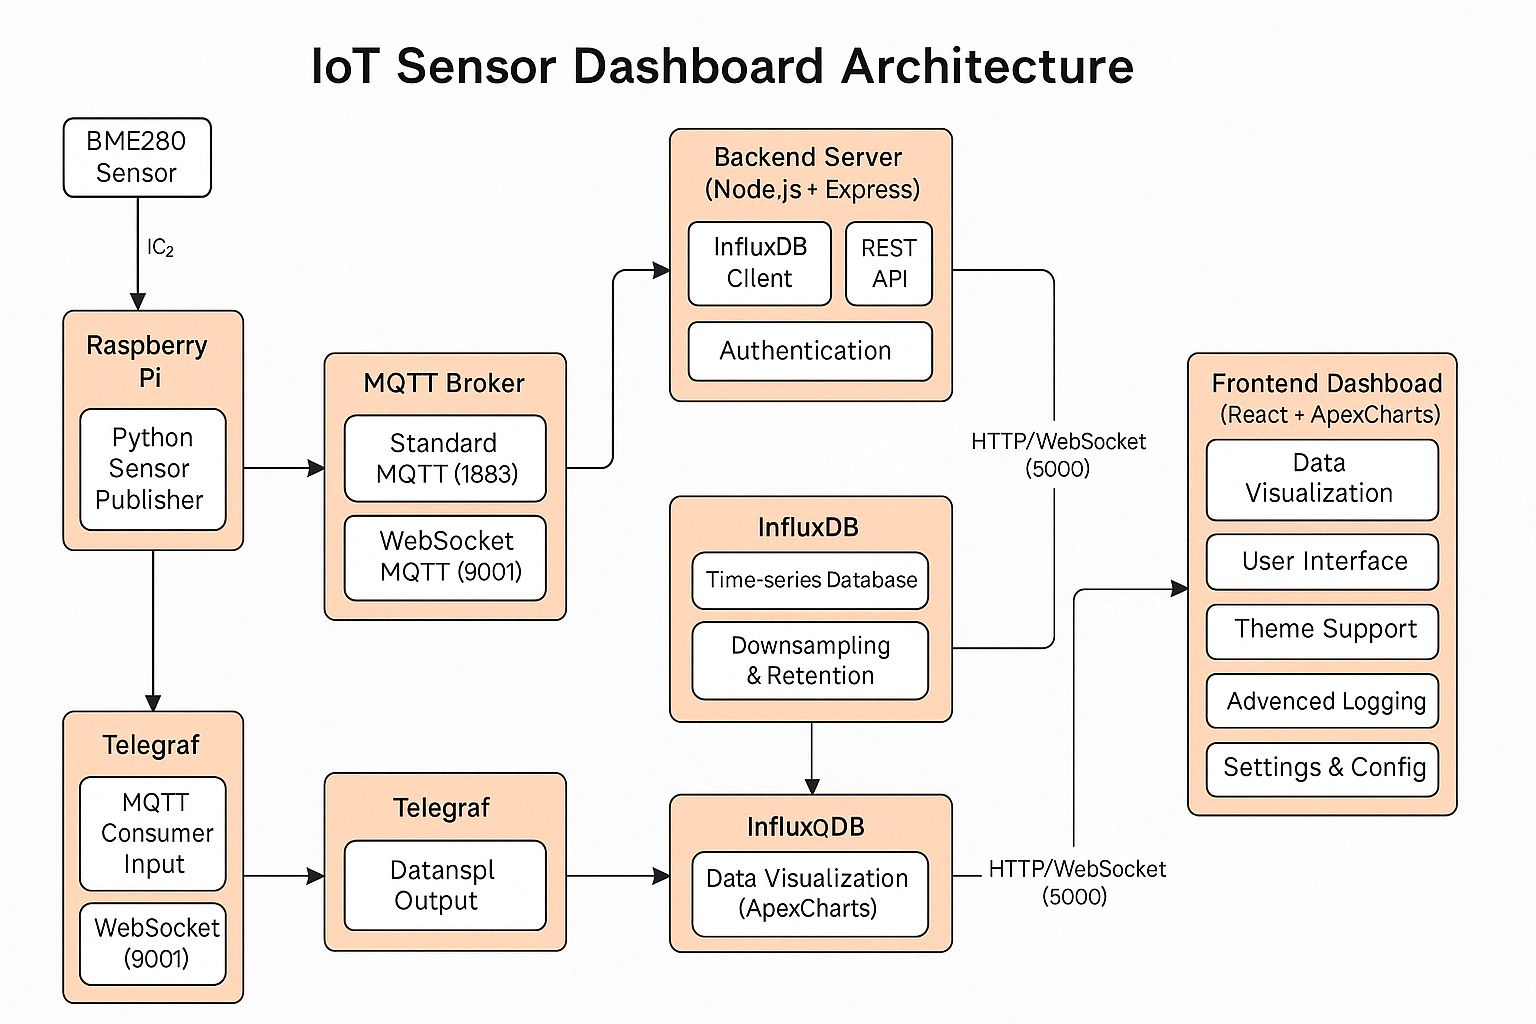 IoT Sensor Dashboard Architecture
BME280
Sensor
IC₂
Raspberry
Pi
Python
Sensor
Publisher
MQTT Broker
Standard
MQTT (1883)
WebSocket
MQTT (9001)
Backend Server
(Node.js + Express)
InfluxDB
Cllent
REST
API
Authentication
HTTP/WebSocket
(5000)
InfluxDB
Time-series Database
Downsampling
& Retention
Frontend Dashboad
(React + ApexCharts)
Data
Visualization
User Interface
Theme Support
Advanced Logging
Settings & Config
Telegraf
MQTT
Consumer
Input
WebSocket
(9001)
Telegraf
Datanspl
Output
InfluxQDB
Data Visualization
(ApexCharts)
HTTP/WebSocket
(5000)